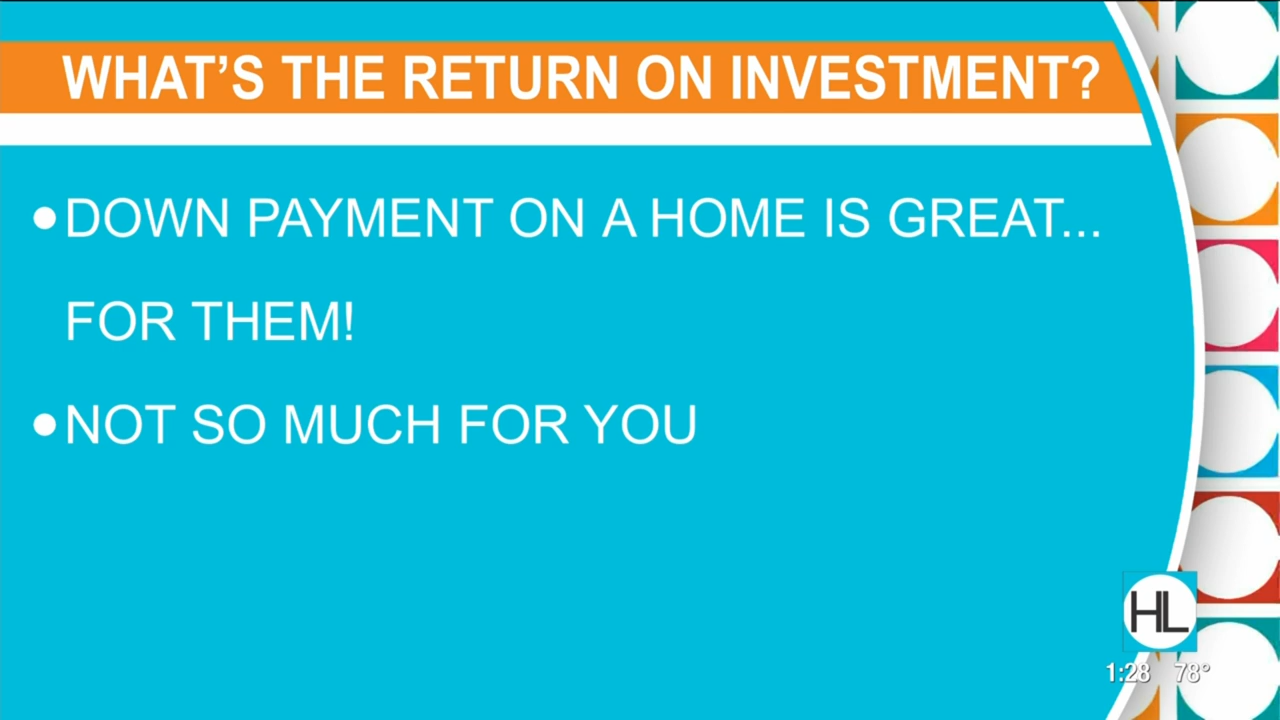 WHAT'S THE RETURN ON INVESTMENT?
●DOWN PAYMENT ON A HOME IS GREAT...
FOR THEM!
●NOT SO MUCH FOR YOU
HL
1:28 78°